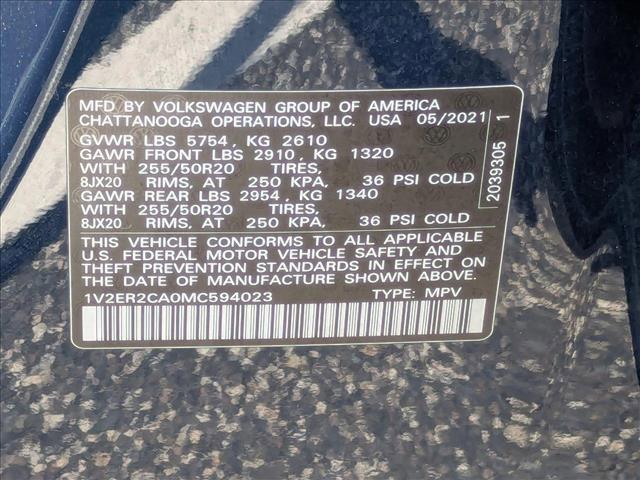 MFD BY VOLKSWAGEN GROUP OF AMERICA
CHATTANOOGA OPERATIONS, LLC. USA 05/2021
GVWR LBS 5754, KG 2610
GAWR FRONT LBS 2910, KG 1320
WITH 255/50R20 TIRES,
8JX20 RIMS, AT 250 KPA, 36 PSI COLD
GAWR REAR LBS 2954, KG 1340
WITH 255/50R20 TIRES,
8JX20 RIMS, AT 250 KPA, 36 PSI COLD
THIS VEHICLE CONFORMS TO ALL APPLICABLE
U.S. FEDERAL MOTOR VEHICLE SAFETY AND
THEFT PREVENTION STANDARDS IN EFFECT ON
THE DATE OF MANUFACTURE SHOWN ABOVE.
1V2ER2CA0MC594023 TYPE: MPV
2039305 1